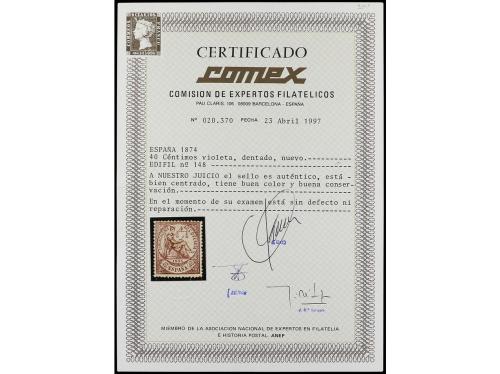 CERTIFICADO
comex
COMISION DE EXPERTOS FILATELICOS
PAU CLARIS, 106 08009 BARCELONA - ESPAÑA
Nº 020.370 FECHA 23 Abril 1997
ESPAÑA 1874
40 Céntimos violeta, dentado, nuevo.-----------
EDIFIL nº 148 ---------------------------------
A NUESTRO JUICIO el sello es auténtico, está -
bien centrado, tiene buen color y buena conser-
vación.----------------------------------------
En el momento de su examen está sin defecto ni
reparación.------------------------------------
ESPAÑA
MIEMBRO DE LA ASOCIACION NACIONAL DE EXPERTOS EN FILATELIA
E HISTORIA POSTAL ANEF